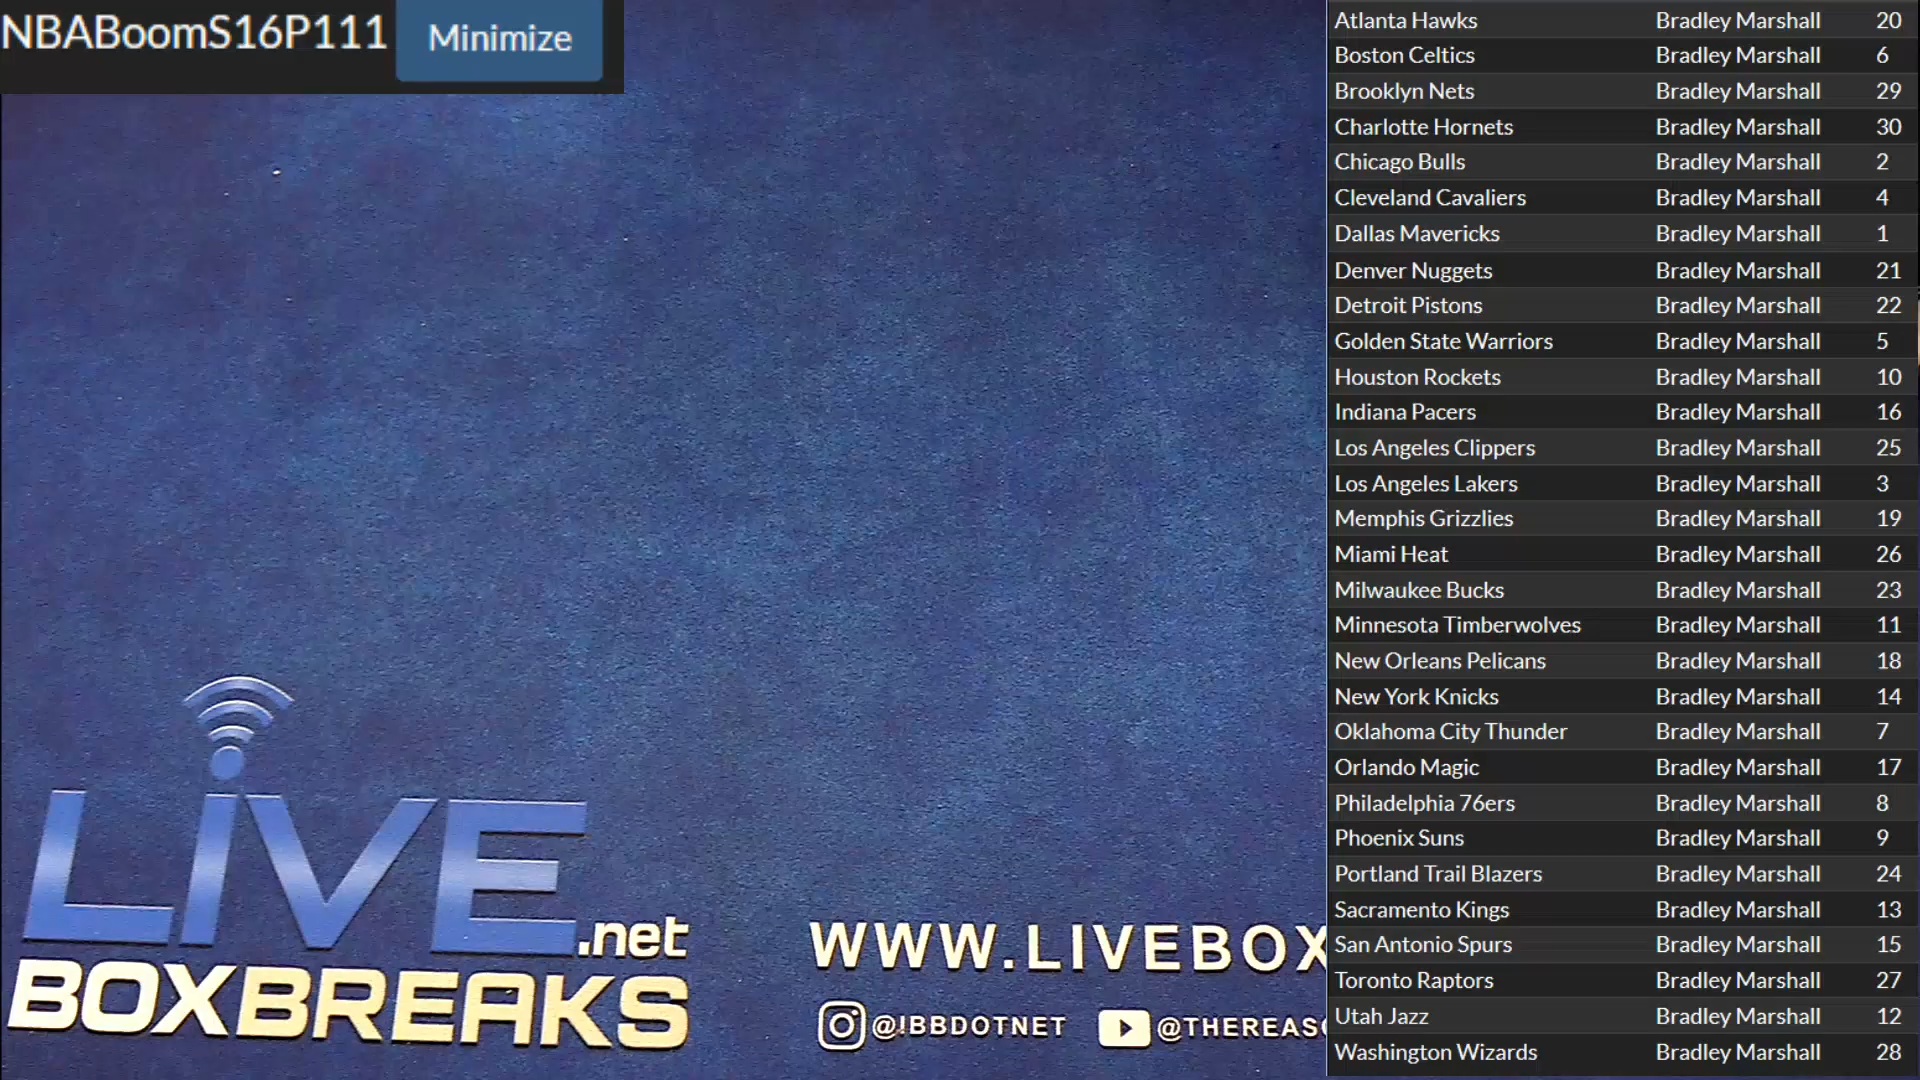 NBABoomS16P111
Minimize
Atlanta Hawks Bradley Marshall 20
Boston Celtics Bradley Marshall 6
Brooklyn Nets Bradley Marshall 29
Charlotte Hornets Bradley Marshall 30
Chicago Bulls Bradley Marshall 2
Cleveland Cavaliers Bradley Marshall 4
Dallas Mavericks Bradley Marshall 1
Denver Nuggets Bradley Marshall 21
Detroit Pistons Bradley Marshall 22
Golden State Warriors Bradley Marshall 5
Houston Rockets Bradley Marshall 10
Indiana Pacers Bradley Marshall 16
Los Angeles Clippers Bradley Marshall 25
Los Angeles Lakers Bradley Marshall 3
Memphis Grizzlies Bradley Marshall 19
Miami Heat Bradley Marshall 26
Milwaukee Bucks Bradley Marshall 23
Minnesota Timberwolves Bradley Marshall 11
New Orleans Pelicans Bradley Marshall 18
New York Knicks Bradley Marshall 14
Oklahoma City Thunder Bradley Marshall 7
Orlando Magic Bradley Marshall 17
Philadelphia 76ers Bradley Marshall 8
Phoenix Suns Bradley Marshall 9
Portland Trail Blazers Bradley Marshall 24
Sacramento Kings Bradley Marshall 13
San Antonio Spurs Bradley Marshall 15
Toronto Raptors Bradley Marshall 27
Utah Jazz Bradley Marshall 12
Washington Wizards Bradley Marshall 28
LIVE.net
BOXBREAKS
WWW.LIVEBOX
@IBBDOTNET @THEREAS